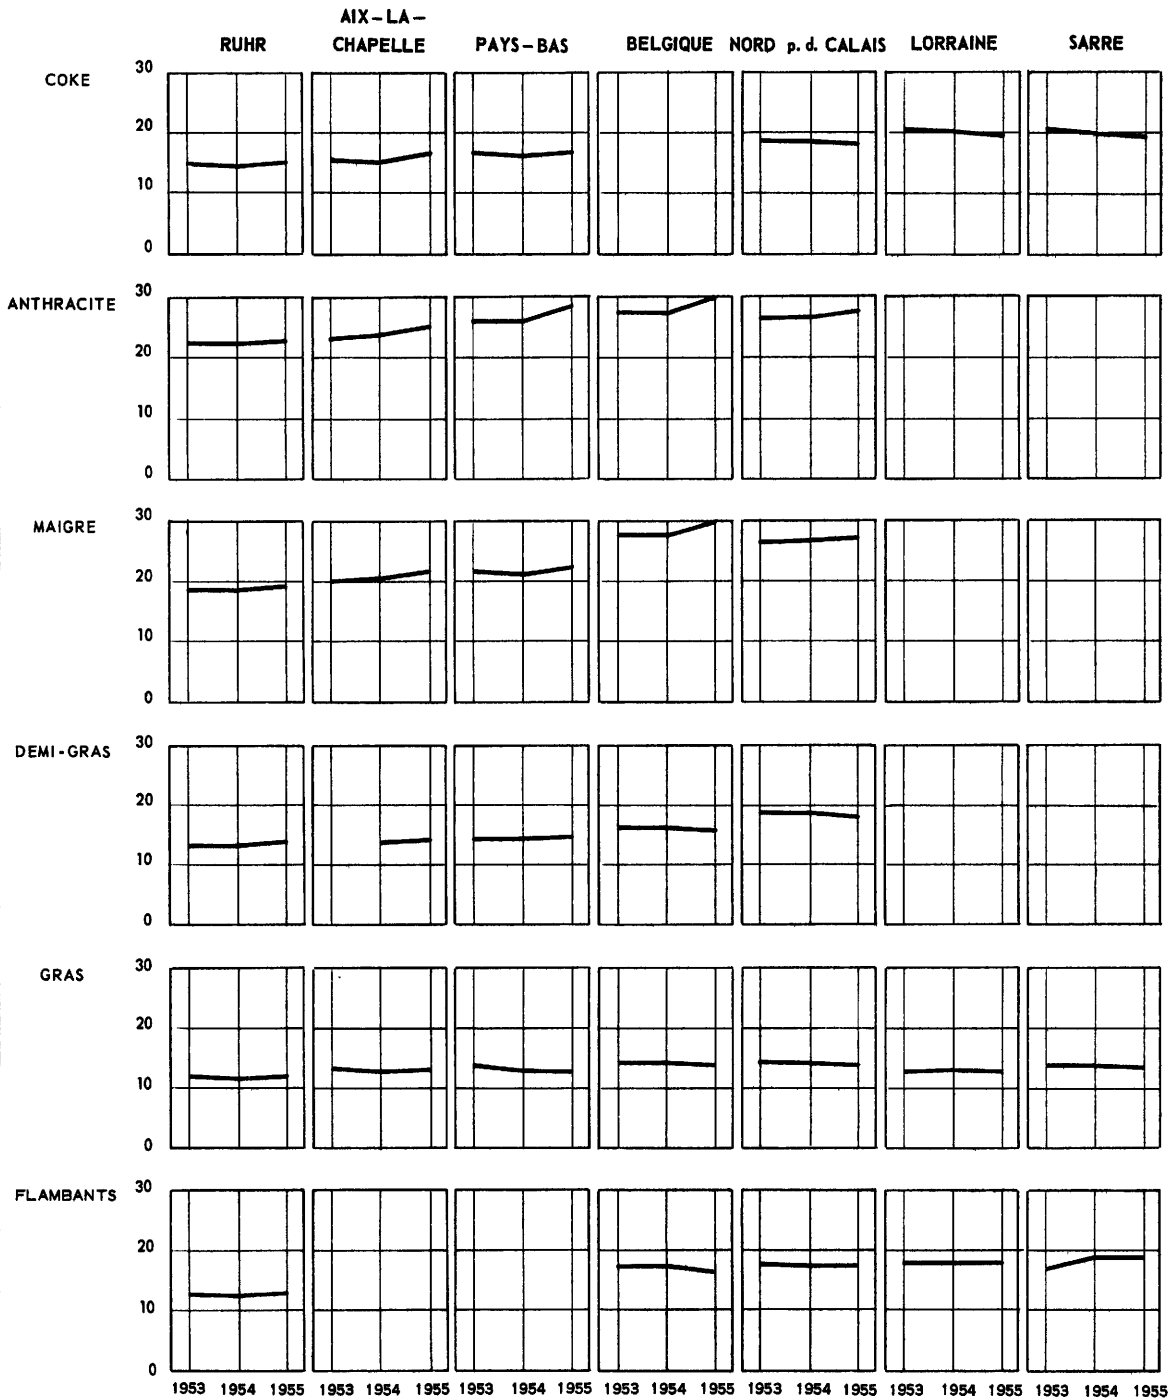 AIX-LA-
RUHR CHAPELLE PAYS-BAS BELGIQUE NORD p. d. CALAIS LORRAINE SARRE
COKE 30
20
10
0
ANTHRACITE 30
20
10
0
MAIGRE 30
20
10
0
DEMI-GRAS 30
20
10
0
GRAS 30
20
10
0
FLAMBANTS 30
20
10
0
1953 1954 1955 1953 1954 1955 1953 1954 1955 1953 1954 1955 1953 1954 1955 1953 1954 1955 1953 1954 1955